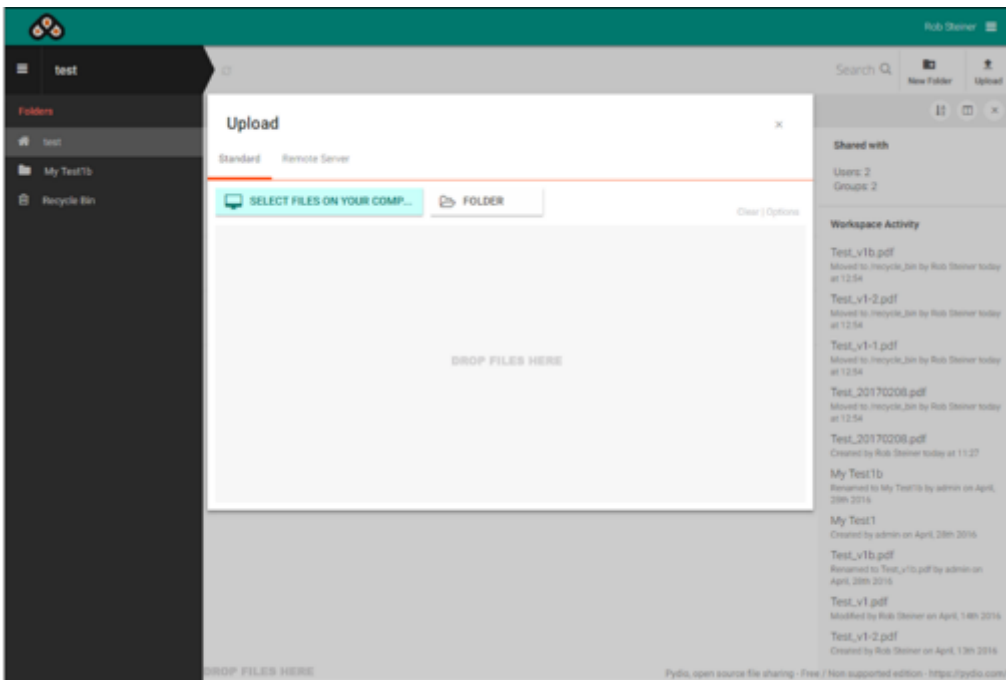 Rob Steiner
test
Search
New Folder
Upload
Folders
test
My Test1b
Recycle Bin
Upload
×
Standard
Remote Server
SELECT FILES ON YOUR COMP...
FOLDER
Clear | Options
DROP FILES HERE
Shared with
Users: 2
Groups: 2
Workspace Activity
Test_v1b.pdf
Moved to /recycle_bin by Rob Steiner today
at 12:54
Test_v1-2.pdf
Moved to /recycle_bin by Rob Steiner today
at 12:54
Test_v1-1.pdf
Moved to /recycle_bin by Rob Steiner today
at 12:54
Test_20170208.pdf
Moved to /recycle_bin by Rob Steiner today
at 12:54
Test_20170208.pdf
Created by Rob Steiner today at 11:27
My Test1b
Renamed to My Test1b by admin on April,
28th 2016
My Test1
Created by admin on April, 28th 2016
Test_v1b.pdf
Renamed to Test_v1b.pdf by admin on
April, 28th 2016
Test_v1.pdf
Modified by Rob Steiner on April, 14th 2016
Test_v1-2.pdf
Created by Rob Steiner on April, 13th 2016
DROP FILES HERE
Pydio, open source file sharing - Free / Non supported edition - https://pydio.com